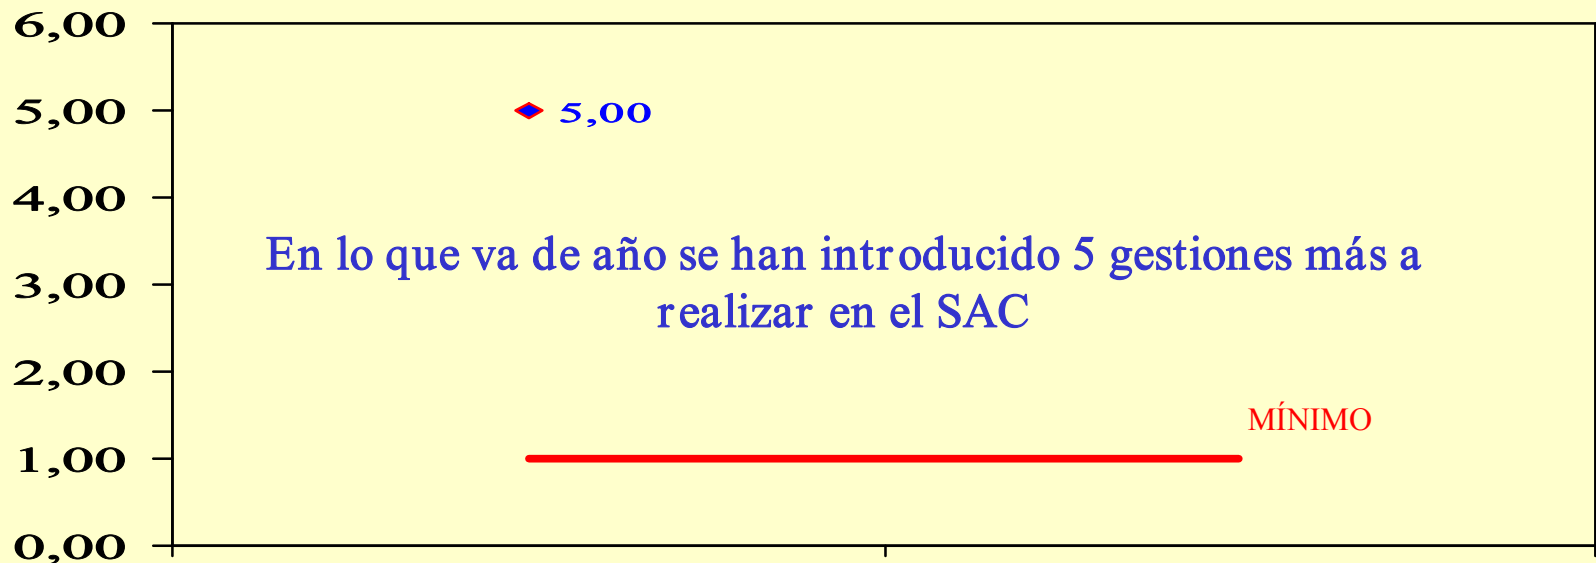 6,00
5,00
5,00
4,00
En lo que va de año se han introducido 5 gestiones más a
3,00
realizar en el SAC
2,00
MÍNIMO
1,00
0,00